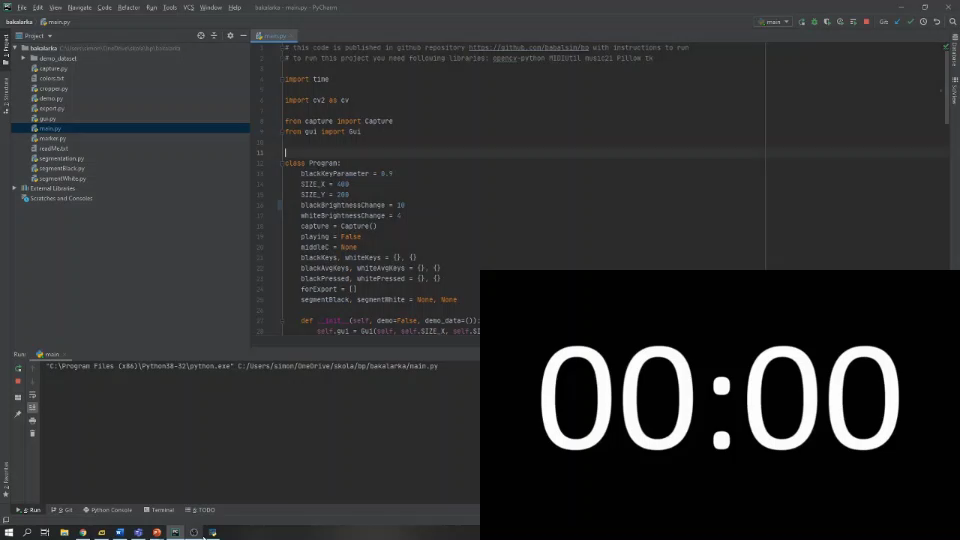 File Edit View Navigate Code Refactor Run Tools VCS Window Help bakalarka - main.py - PyCharm
bakalarka main.py
main
Git:
Project
main.py
bakalarka C:\Users\simon\OneDrive\skola\bp\bakalarka
demo_dataset
capture.py
colors.txt
cropper.py
demo.py
export.py
gui.py
main.py
marker.py
readMe.txt
segmentation.py
segmentBlack.py
segmentWhite.py
External Libraries
Scratches and Consoles
1 # this code is published in github repository https://github.com/bakalsim/bp with instructions to run
2 # to run this project you need following libraries: opencv-python MIDIUtil music21 Pillow tk
4 import time
6 import cv2 as cv
8 from capture import Capture
9 from gui import Gui
10
11
12 class Program:
13 blackKeyParameter = 0.9
14 SIZE_X = 400
15 SIZE_Y = 200
16 blackBrightnessChange = 10
17 whiteBrightnessChange = 4
18 capture = Capture()
19 playing = False
20 middleC = None
21 blackKeys, whiteKeys = {}, {}
22 blackAvgKeys, whiteAvgKeys = {}, {}
23 blackPressed, whitePressed = {}, {}
24 forExport = []
25 segmentBlack, segmentWhite = None, None
27 def __init__(self, demo=False, demo_data=()):
28 self.gui = Gui(self, self.SIZE_X, self.SI
Run: main
"C:\Program Files (x86)\Python38-32\python.exe" C:/Users/simon/OneDrive/skola/bp/bakalarka/main.py
00:00
1: Project
7: Structure
2: Favorites
Database
SciView
4: Run 9: Git Python Console Terminal 6: TODO